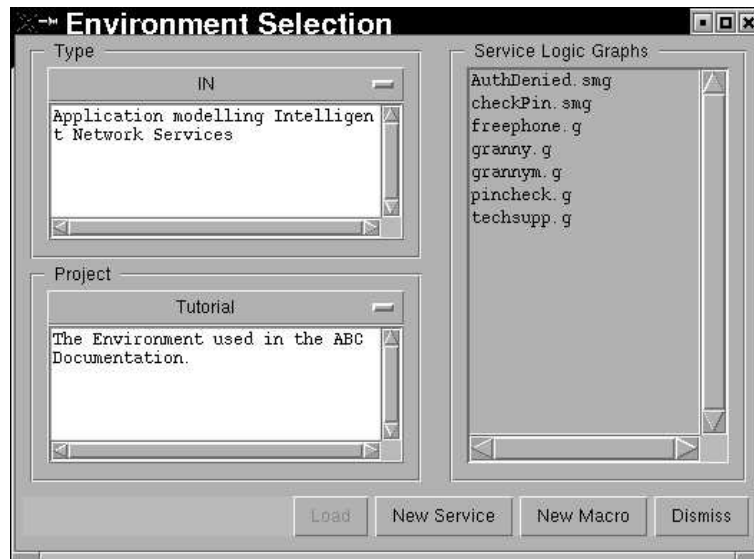 Environment Selection
Type
IN
Application modelling Intelligen
t Network Services
Project
Tutorial
The Environment used in the ABC
Documentation.
Service Logic Graphs
AuthDenied.smg
checkPin.smg
freephone.g
granny.g
grannym.g
pincheck.g
techsupp.g
Load
New Service
New Macro
Dismiss